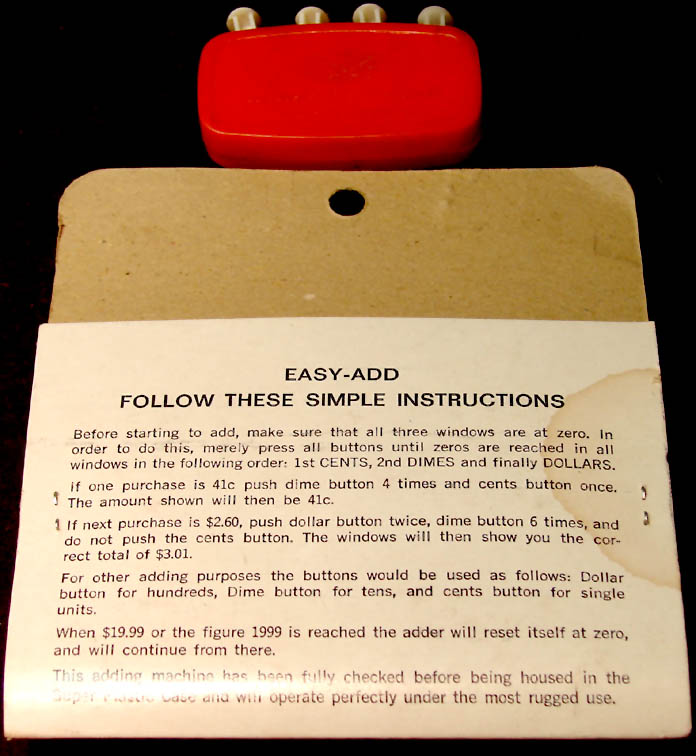 EASY-ADD
FOLLOW THESE SIMPLE INSTRUCTIONS
Before starting to add, make sure that all three windows are at zero. In
order to do this, merely press all buttons until zeros are reached in all
windows in the following order: 1st CENTS, 2nd DIMES and finally DOLLARS.
If one purchase is 41c push dime button 4 times and cents button once.
The amount shown will then be 41c.
If next purchase is $2.60, push dollar button twice, dime button 6 times, and
do not push the cents button. The windows will then show you the cor-
rect total of $3.01.
For other adding purposes the buttons would be used as follows: Dollar
button for hundreds, Dime button for tens, and cents button for single
units.
When $19.99 or the figure 1999 is reached the adder will reset itself at zero,
and will continue from there.
This adding machine has been fully checked before being housed in the
Super Plastic Case and will operate perfectly under the most rugged use.